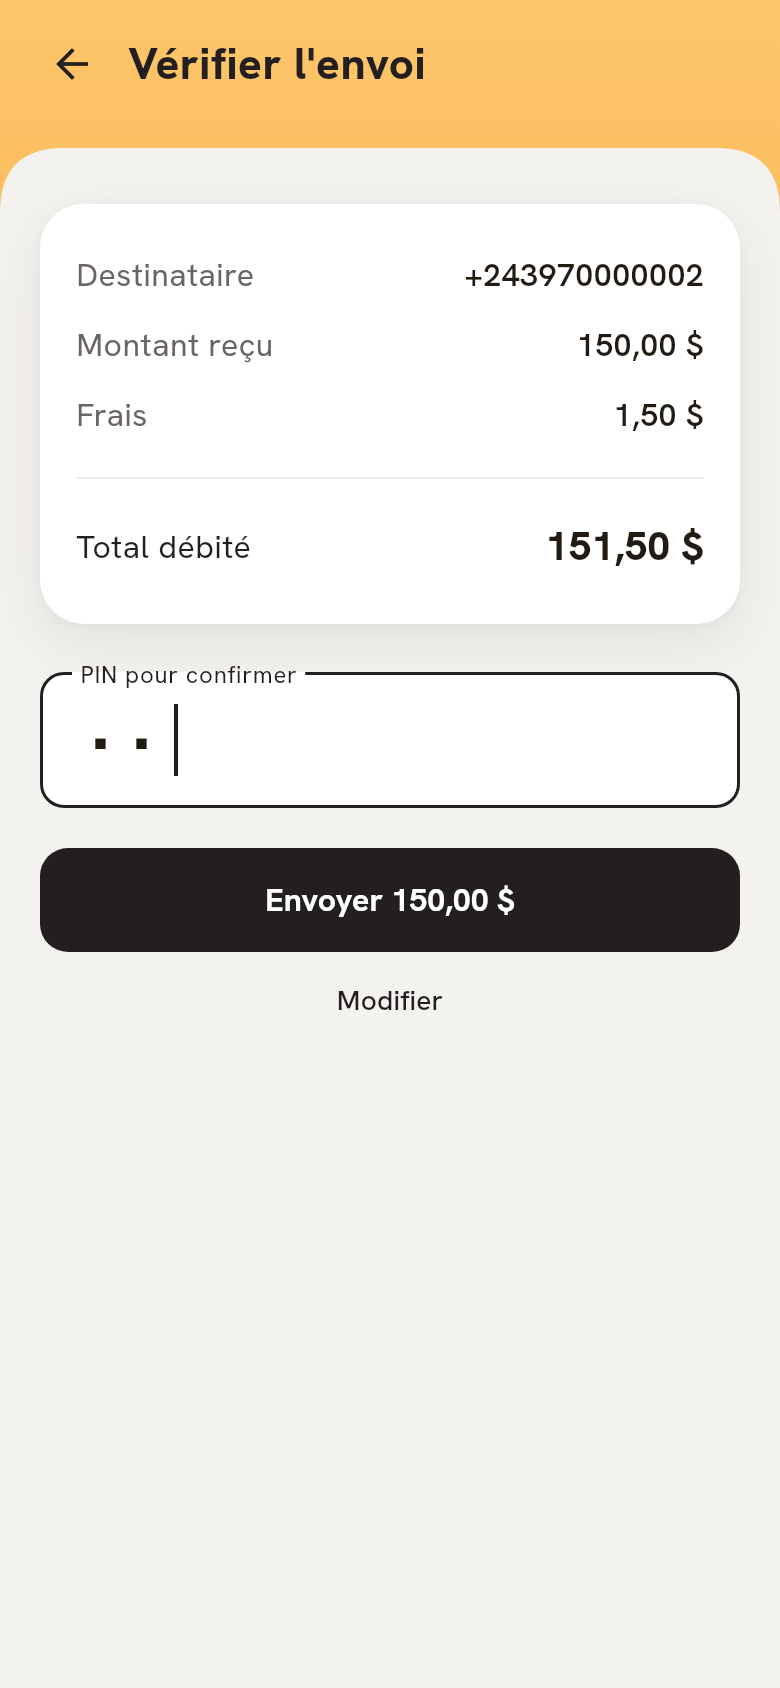 Vérifier l'envoi
Destinataire +243970000002
Montant reçu 150,00 $
Frais 1,50 $
Total débité 151,50 $
PIN pour confirmer
Envoyer 150,00 $
Modifier